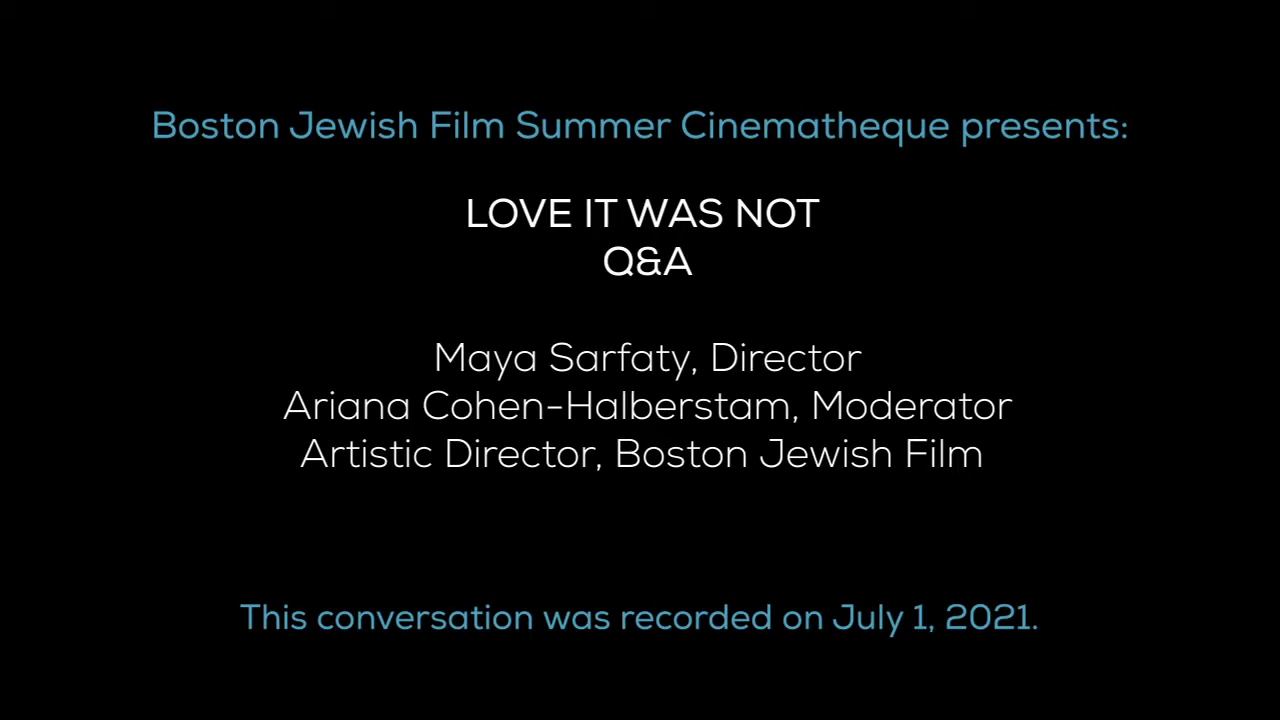 Boston Jewish Film Summer Cinematheque presents:
LOVE IT WAS NOT
Q&A
Maya Sarfaty, Director
Ariana Cohen-Halberstam, Moderator
Artistic Director, Boston Jewish Film
This conversation was recorded on July 1, 2021.